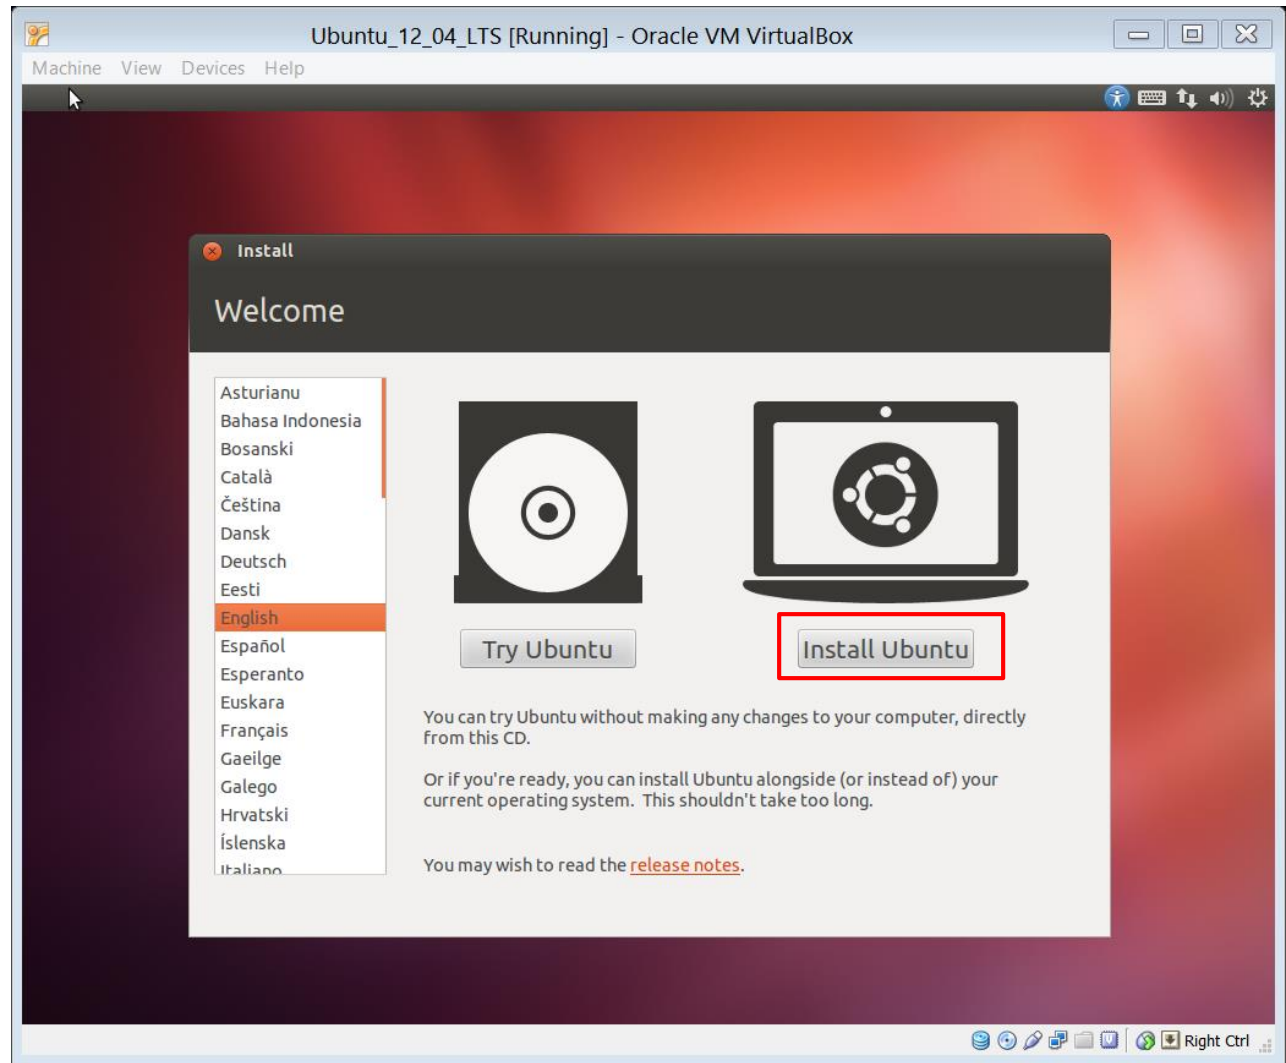 Ubuntu_12_04_LTS [Running] - Oracle VM VirtualBox
Machine View Devices Help
Install
Welcome
Asturianu
Bahasa Indonesia
Bosanski
Català
Čeština
Dansk
Deutsch
Eesti
English
Español
Esperanto
Euskara
Français
Gaeilge
Galego
Hrvatski
Íslenska
Italiano
Try Ubuntu
Install Ubuntu
You can try Ubuntu without making any changes to your computer, directly
from this CD.
Or if you're ready, you can install Ubuntu alongside (or instead of) your
current operating system. This shouldn't take too long.
You may wish to read the release notes.
Right Ctrl